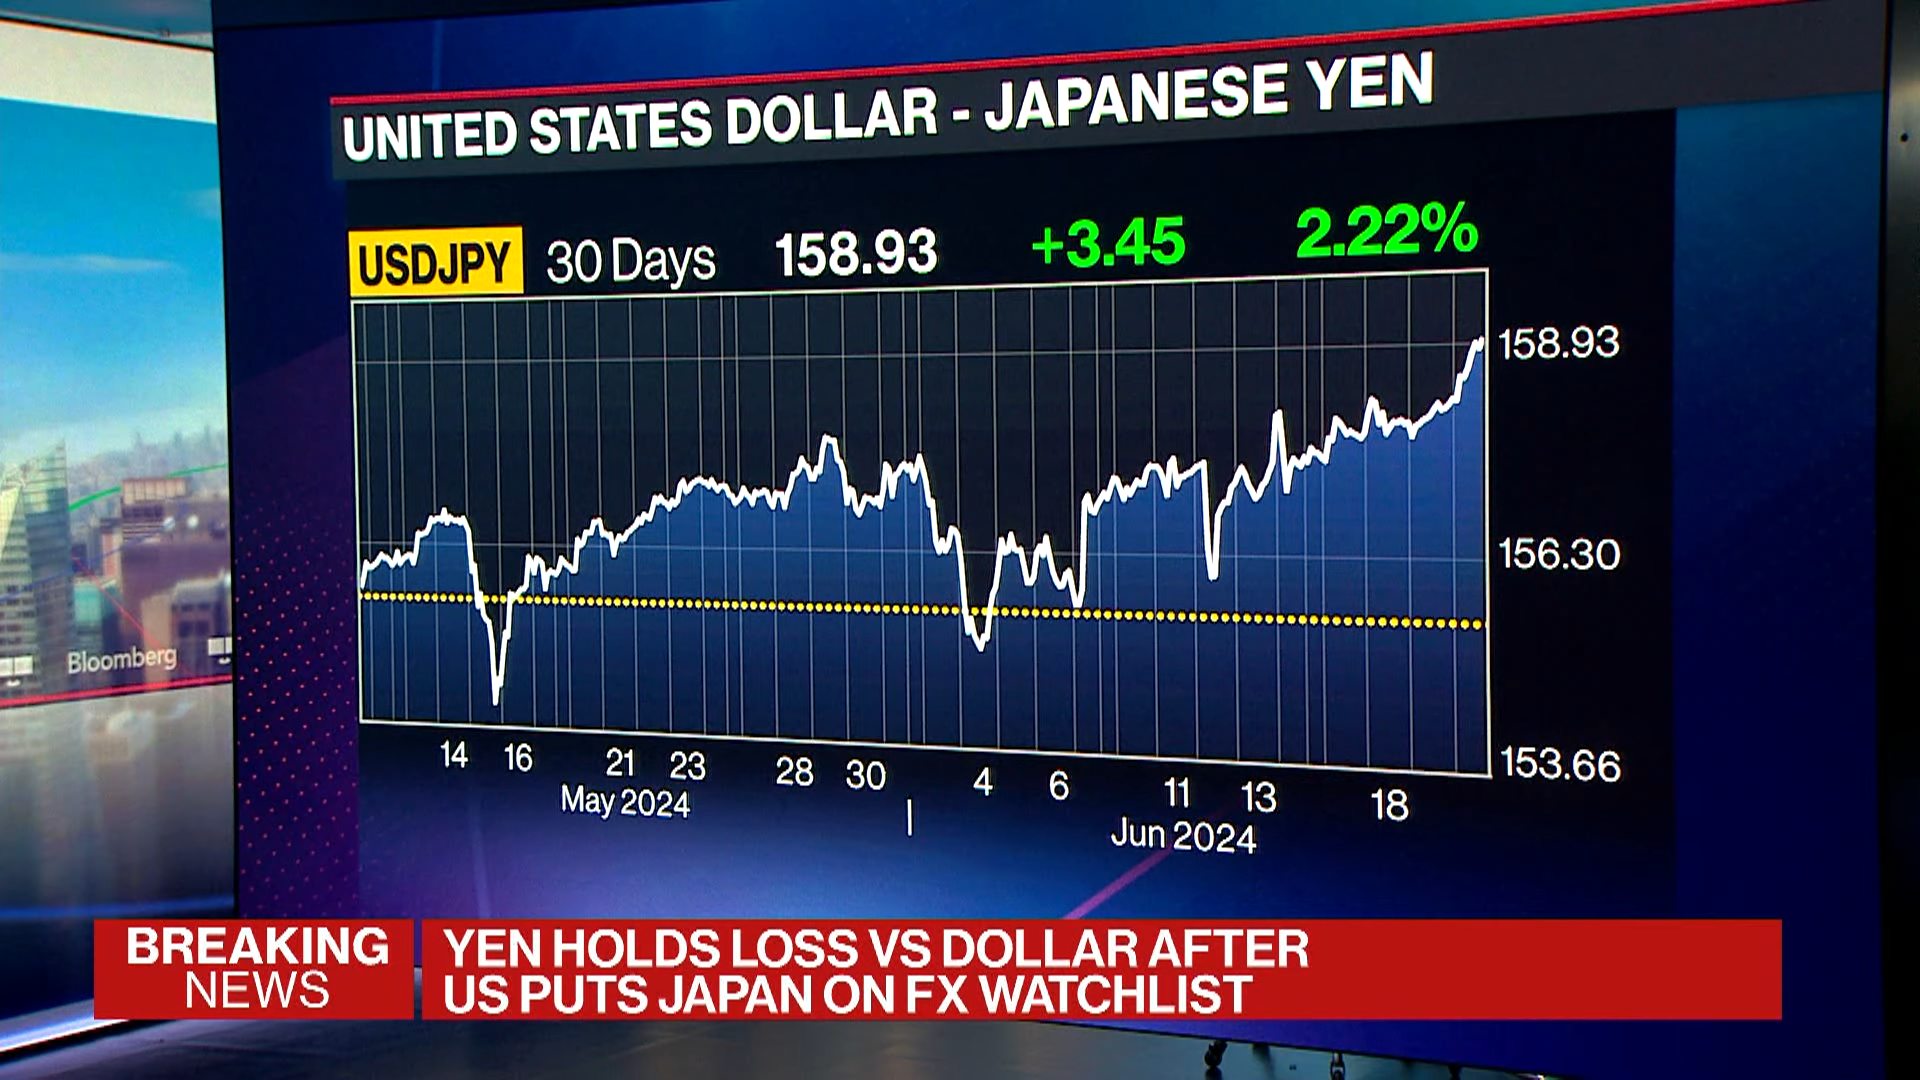 UNITED STATES DOLLAR - JAPANESE YEN
USDJPY 30 Days 158.93 +3.45 2.22%
158.93
156.30
153.66
14 16 21 23 28 30 4 6 11 13 18
May 2024 | Jun 2024
Bloomberg
BREAKING NEWS
YEN HOLDS LOSS VS DOLLAR AFTER
US PUTS JAPAN ON FX WATCHLIST